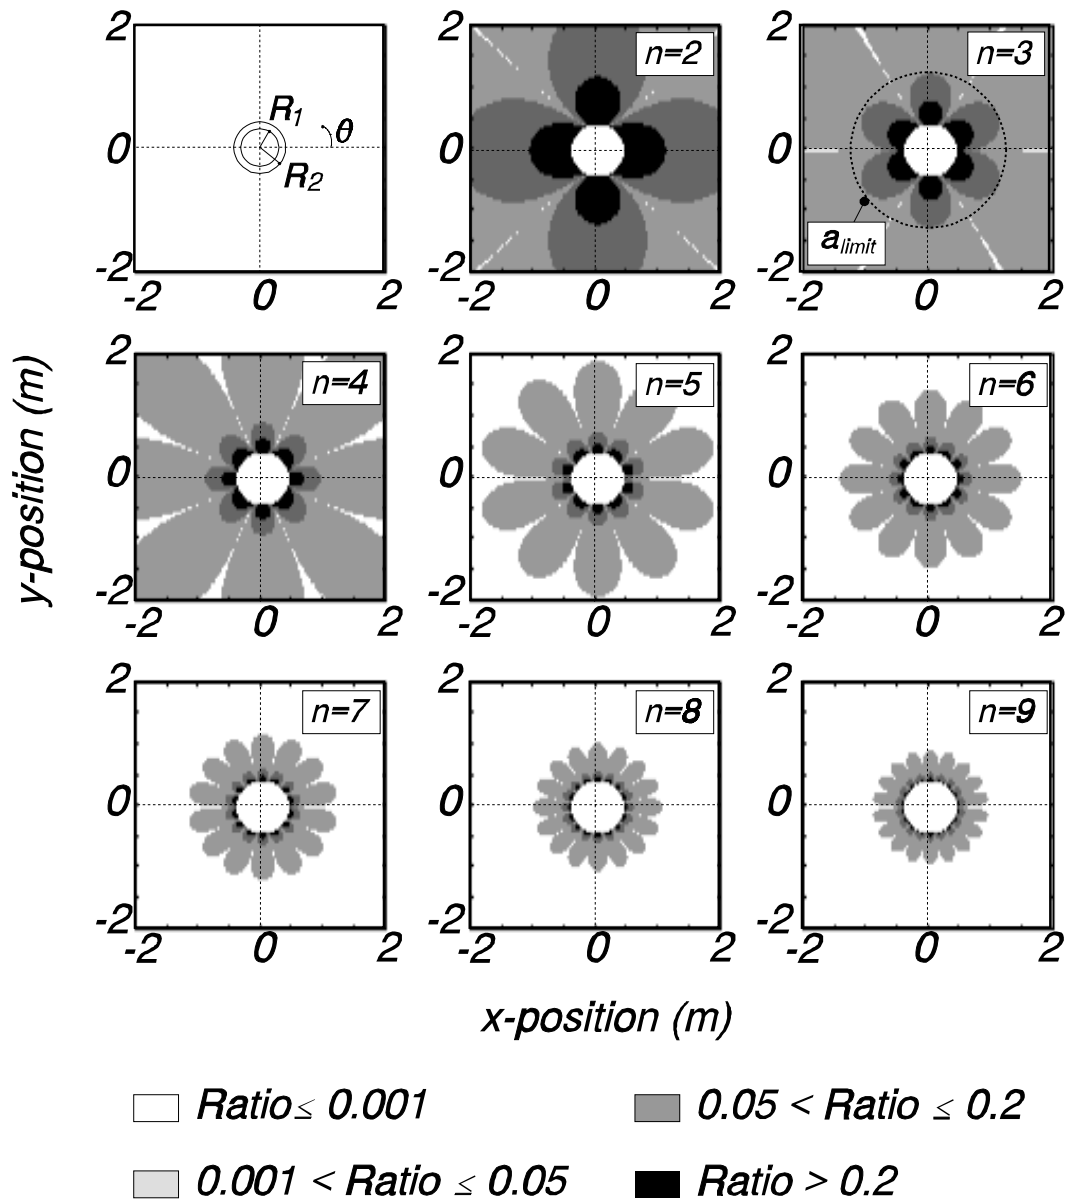 2
0
-2
-2 0 2
R1
R2
θ
2
0
-2
-2 0 2
n=2
2
0
-2
-2 0 2
n=3
alimit
y-position (m)
2
0
-2
-2 0 2
n=4
2
0
-2
-2 0 2
n=5
2
0
-2
-2 0 2
n=6
2
0
-2
-2 0 2
n=7
2
0
-2
-2 0 2
n=8
2
0
-2
-2 0 2
n=9
x-position (m)
Ratio ≤ 0.001
0.05 < Ratio ≤ 0.2
0.001 < Ratio ≤ 0.05
Ratio > 0.2